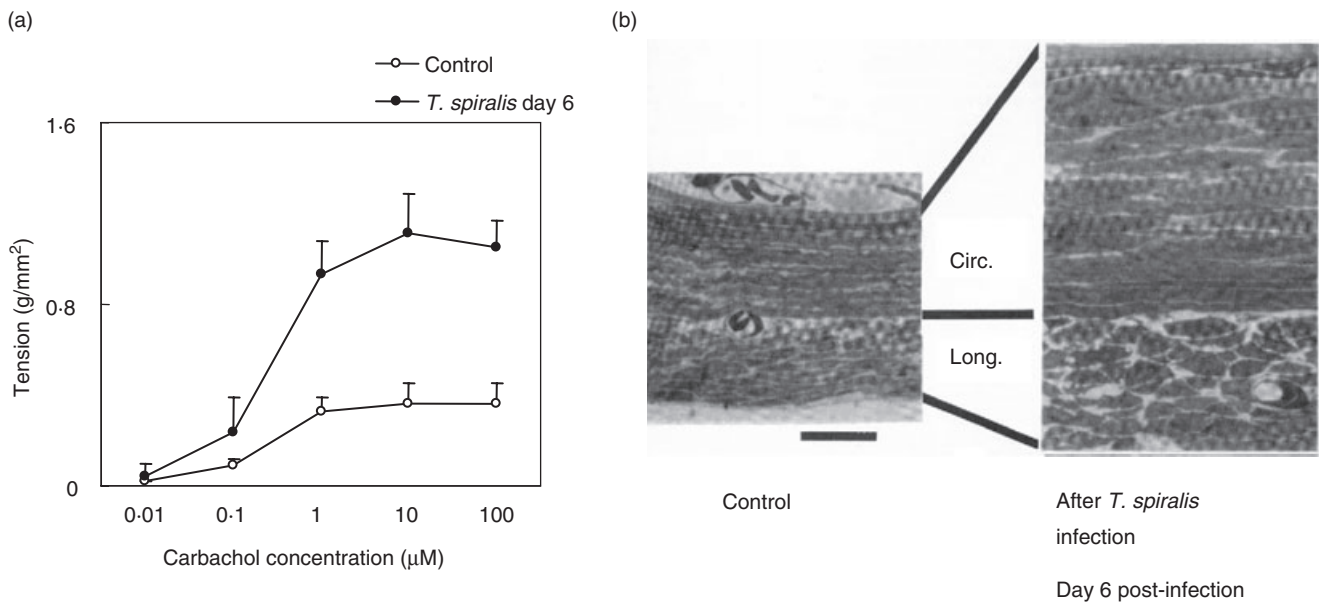 (a)
Control
T. spiralis day 6
1·6
0·8
0
Tension (g/mm²)
0·01 0·1 1 10 100
Carbachol concentration (μM)
(b)
Circ.
Long.
Control
After T. spiralis
infection
Day 6 post-infection